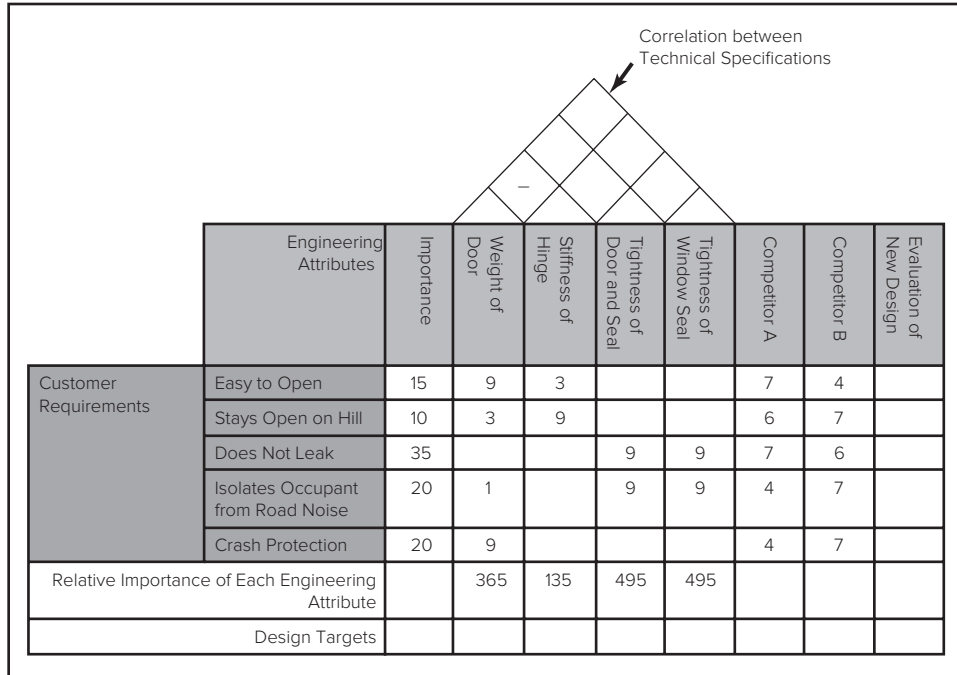 Correlation between
Technical Specifications
–
Engineering
Attributes
Importance
Weight of
Door
Stiffness of
Hinge
Tightness of
Door and Seal
Tightness of
Window Seal
Competitor A
Competitor B
Evaluation of
New Design
Customer
Requirements
Easy to Open 15 9 3 7 4
Stays Open on Hill 10 3 9 6 7
Does Not Leak 35 9 9 7 6
Isolates Occupant
from Road Noise 20 1 9 9 4 7
Crash Protection 20 9 4 7
Relative Importance of Each Engineering
Attribute 365 135 495 495
Design Targets